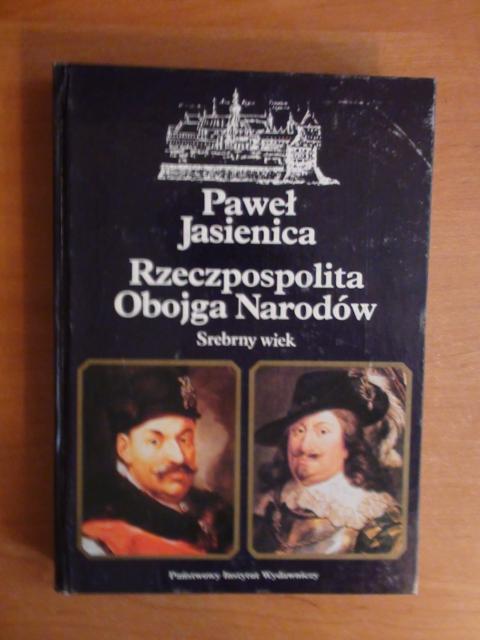 Paweł
Jasienica
Rzeczpospolita
Obojga Narodów
Srebrny wiek
Państwowy Instytut Wydawniczy